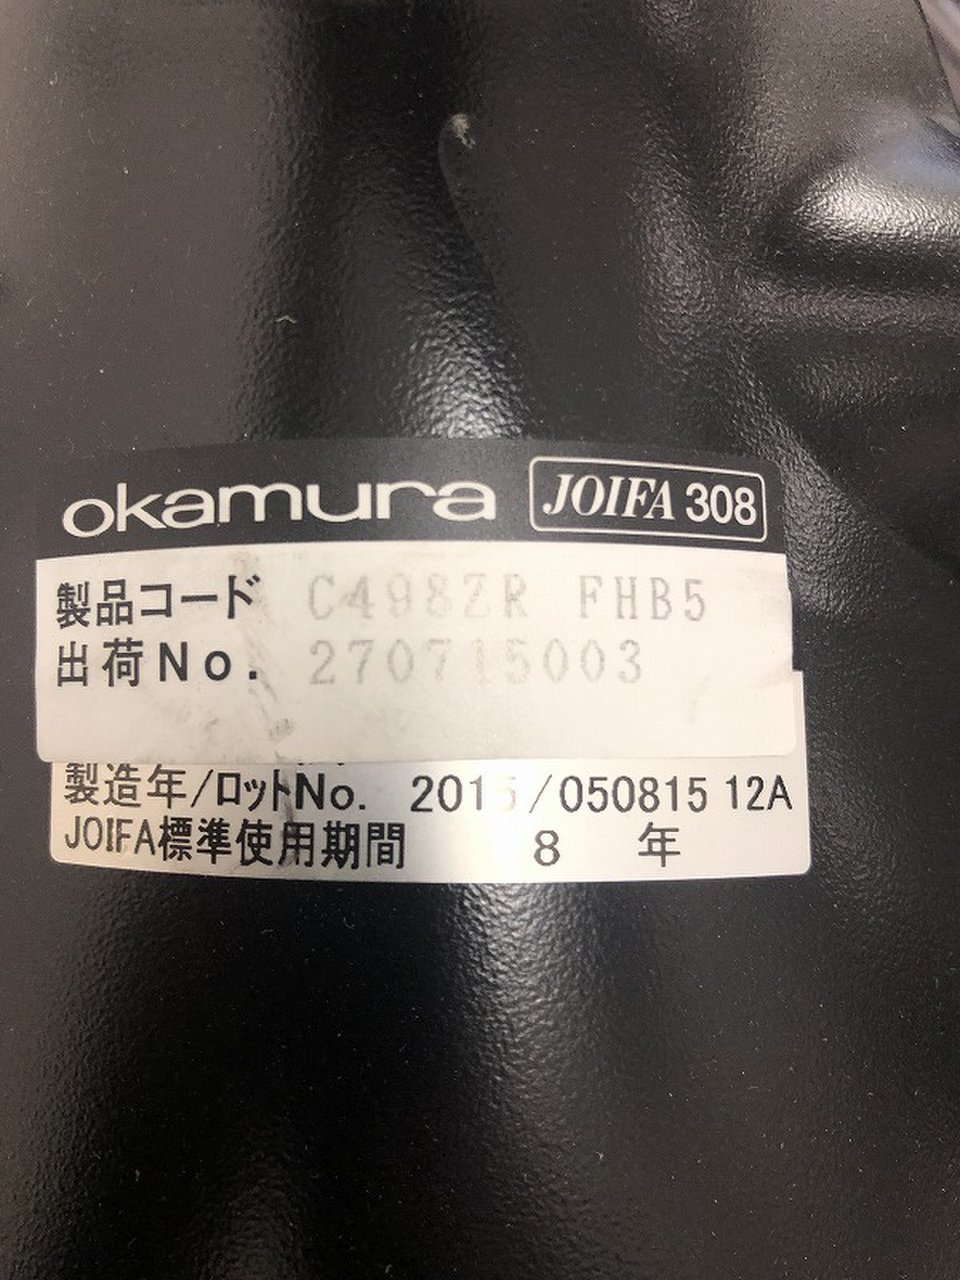 okamura JOIFA 308
製品コード C498ZR FHB5
出荷No. 270715003
製造年/ロットNo. 2015/050815 12A
JOIFA標準使用期間 8 年